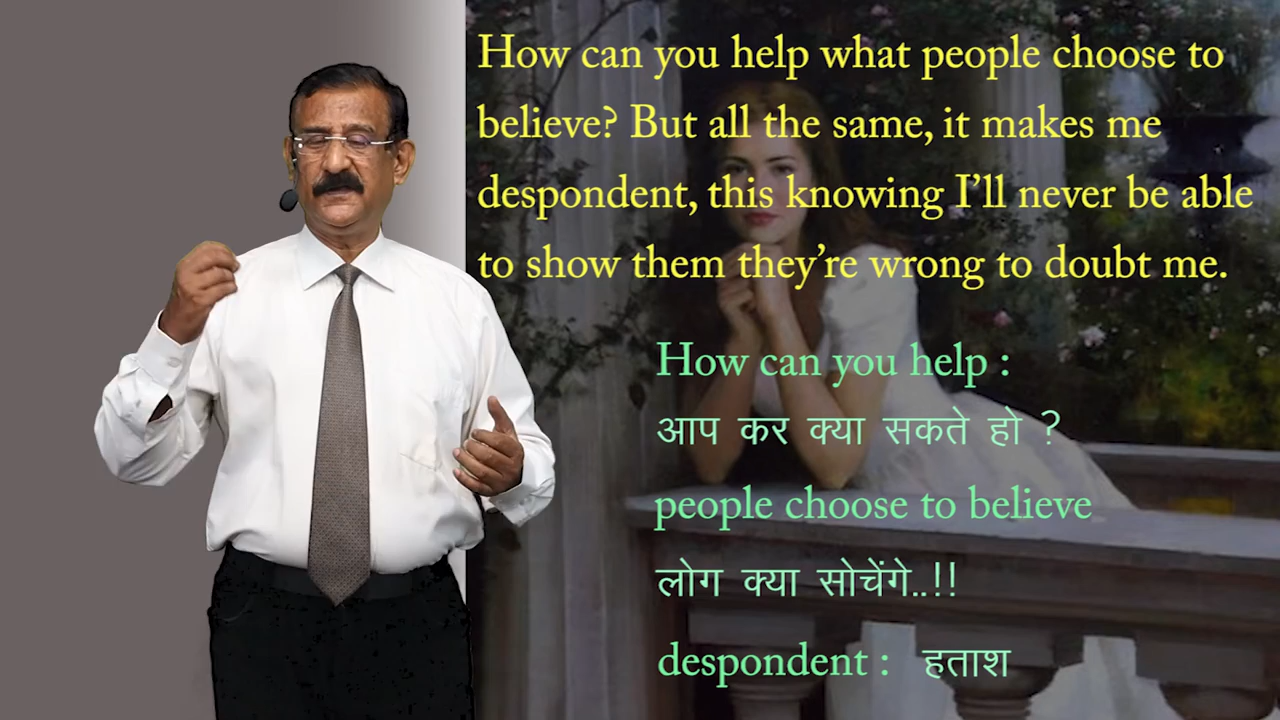 How can you help what people choose to
believe? But all the same, it makes me
despondent, this knowing I’ll never be able
to show them they’re wrong to doubt me.
How can you help :
आप कर क्या सकते हो ?
people choose to believe
लोग क्या सोचेंगे..!!
despondent : हताश